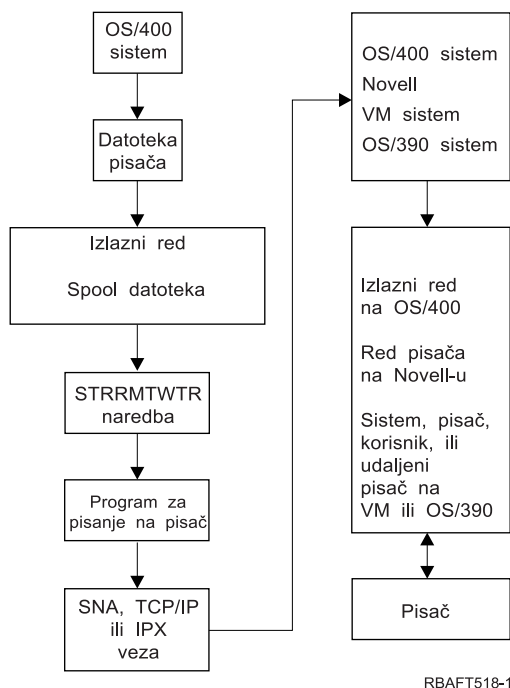 OS/400
sistem
Datoteka
pisača
Izlazni red
Spool datoteka
STRRMTWTR
naredba
Program za
pisanje na pisač
SNA, TCP/IP
ili IPX
veza
OS/400 sistem
Novell
VM sistem
OS/390 sistem
Izlazni red
na OS/400
Red pisača
na Novell-u
Sistem, pisač,
korisnik, ili
udaljeni
pisač na
VM ili OS/390
Pisač
RBAFT518-1